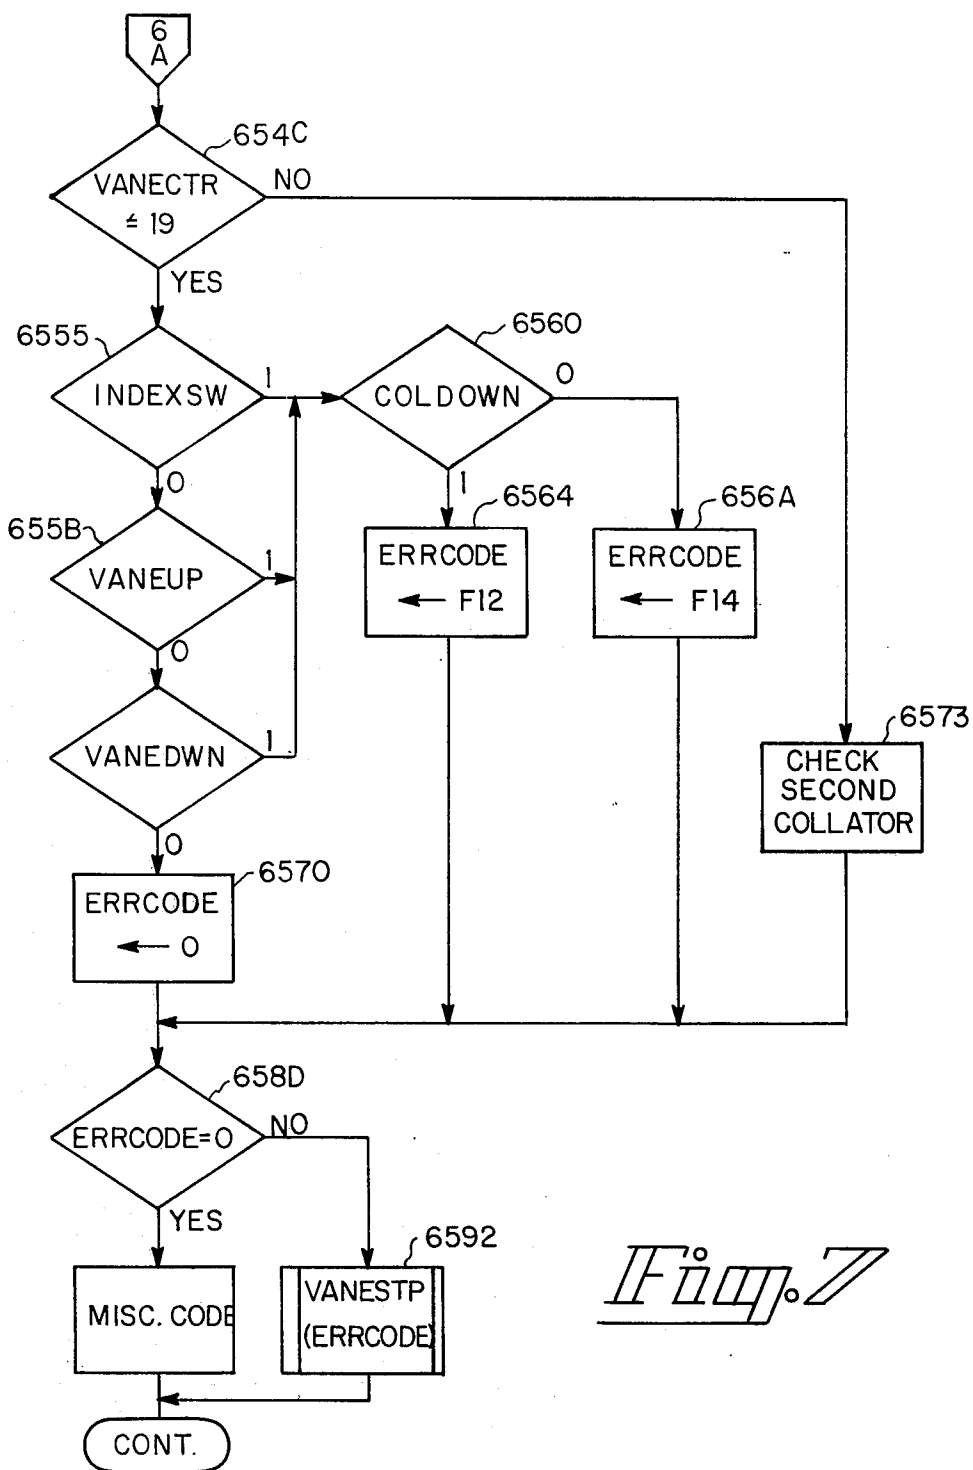 6
A
654C
VANECTR
≤ 19
NO
YES
6555
INDEXSW
1
0
6560
COLDOWN
0
1
655B
VANEUP
1
0
6564
ERRCODE
← F12
656A
ERRCODE
← F14
VANEDWN
1
0
6573
CHECK
SECOND
COLLATOR
6570
ERRCODE
← 0
658D
ERRCODE=0
NO
YES
MISC. CODE
6592
VANESTP
(ERRCODE)
CONT.
Fig. 7